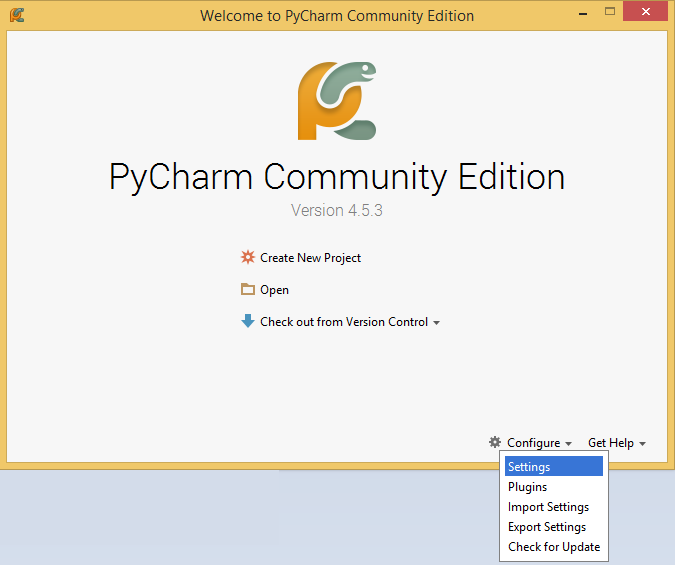 Welcome to PyCharm Community Edition
PyCharm Community Edition
Version 4.5.3
Create New Project
Open
Check out from Version Control
Configure
Get Help
Settings
Plugins
Import Settings
Export Settings
Check for Update